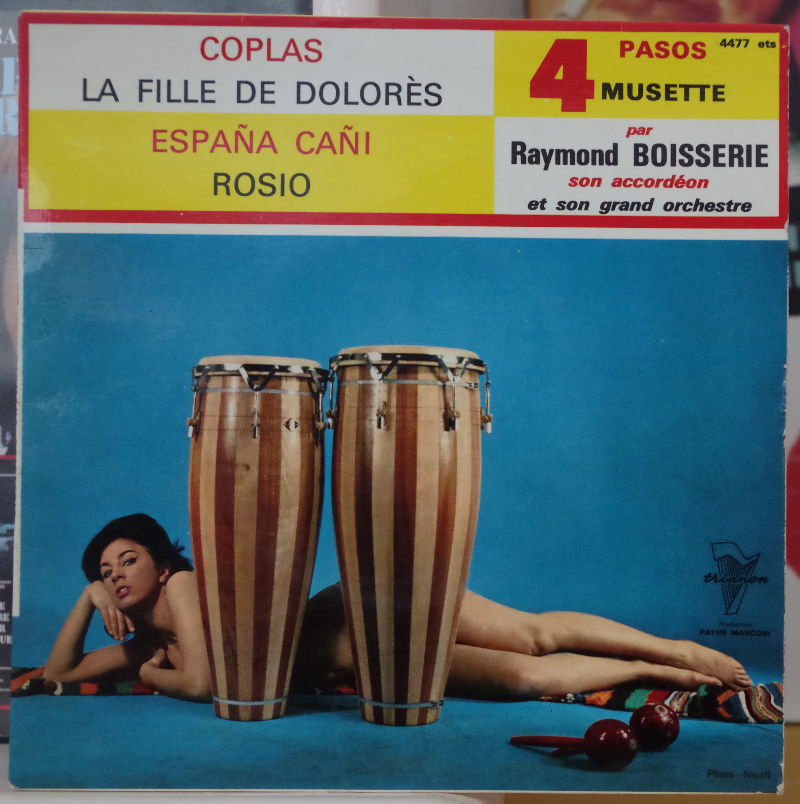 COPLAS
LA FILLE DE DOLORÈS
ESPAÑA CAÑI
ROSIO
4 PASOS 4477 ets
MUSETTE
par
Raymond BOISSERIE
son accordéon
et son grand orchestre
trianon
Production
PATHE MARCONI
Photo Nisak